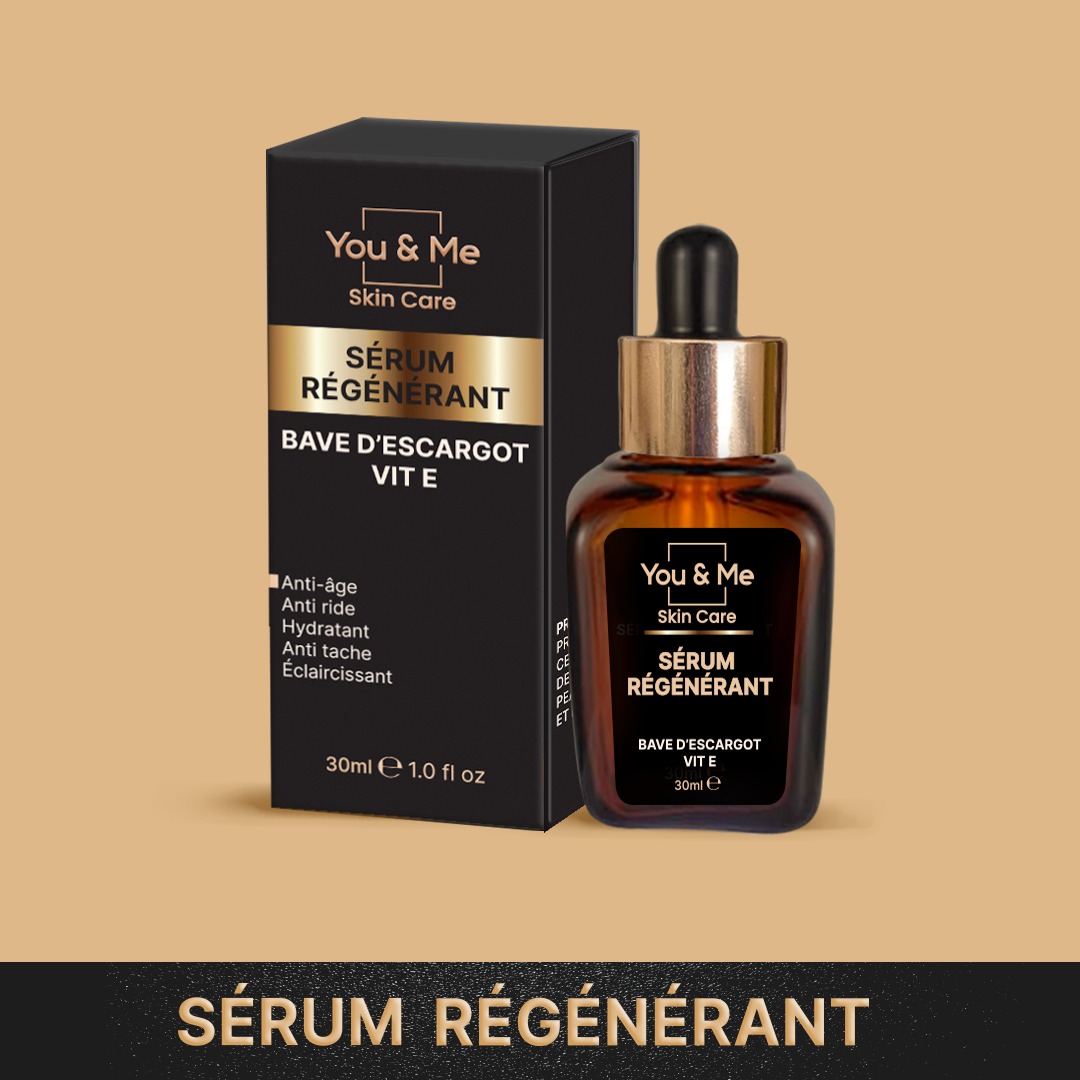 You & Me
Skin Care
SÉRUM
RÉGÉNÉRANT
BAVE D'ESCARGOT
VIT E
Anti-âge
Anti ride
Hydratant
Anti tache
Éclaircissant
30ml ℮ 1.0 fl oz
You & Me
Skin Care
SÉRUM
RÉGÉNÉRANT
BAVE D'ESCARGOT
VIT E
30ml ℮
SÉRUM RÉGÉNÉRANT